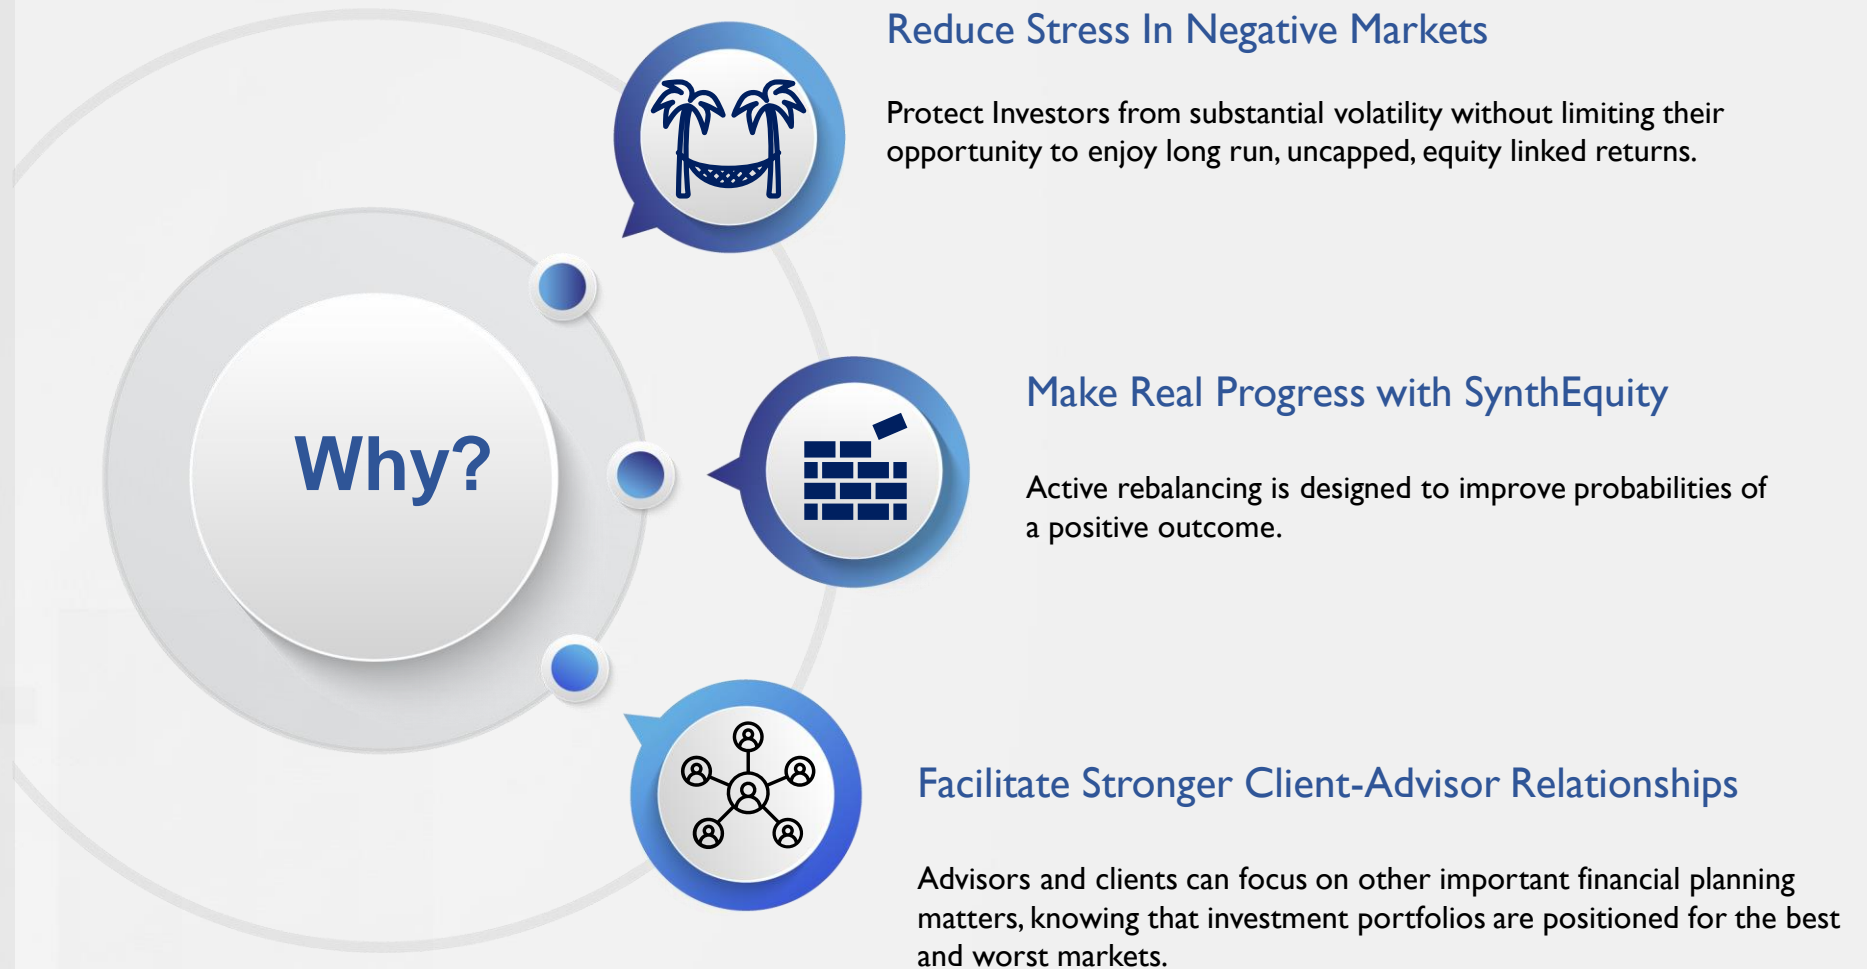 Reduce Stress In Negative Markets
Protect Investors from substantial volatility without limiting their
opportunity to enjoy long run, uncapped, equity linked returns.
Why?
Make Real Progress with SynthEquity
Active rebalancing is designed to improve probabilities of
a positive outcome.
Facilitate Stronger Client-Advisor Relationships
Advisors and clients can focus on other important financial planning
matters, knowing that investment portfolios are positioned for the best
and worst markets.